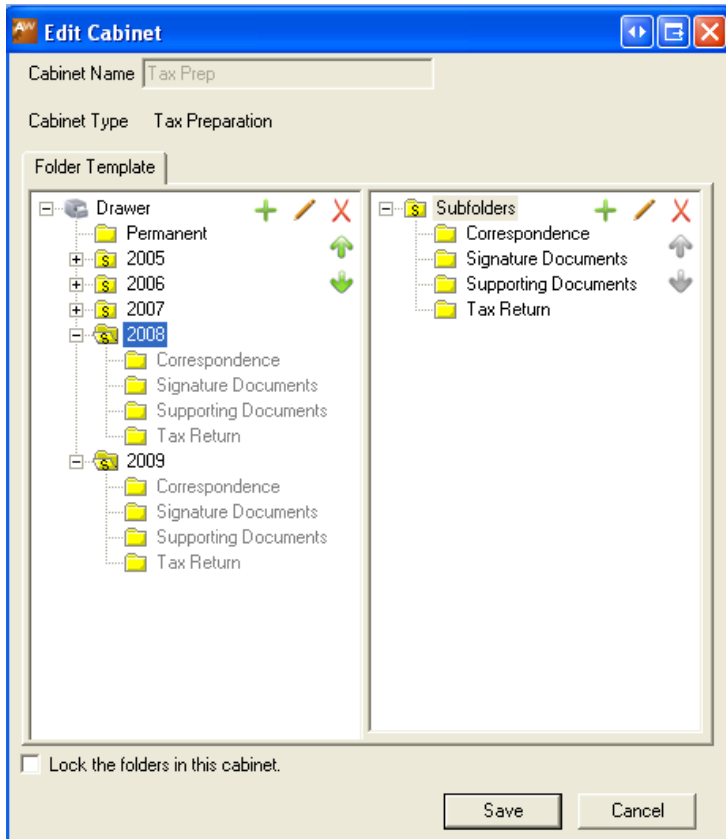 AW Edit Cabinet
Cabinet Name Tax Prep
Cabinet Type Tax Preparation
Folder Template
Drawer
Permanent
2005
2006
2007
2008
Correspondence
Signature Documents
Supporting Documents
Tax Return
2009
Correspondence
Signature Documents
Supporting Documents
Tax Return
S Subfolders
Correspondence
Signature Documents
Supporting Documents
Tax Return
Lock the folders in this cabinet.
Save Cancel